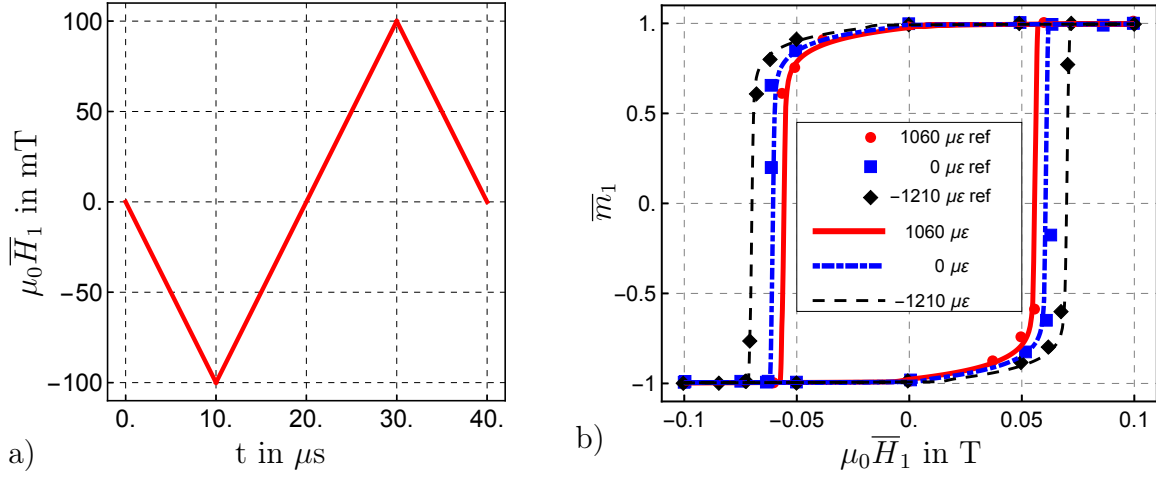 100
50
0.
−50
−100
μ₀H̅₁ in mT
0. 10. 20. 30. 40.
t in μs
a)
1.
0.5
0.
−0.5
−1
m̅₁
1060 με ref
0 με ref
−1210 με ref
1060 με
0 με
−1210 με
−0.1 −0.05 0. 0.05 0.1
μ₀H̅₁ in T
b)